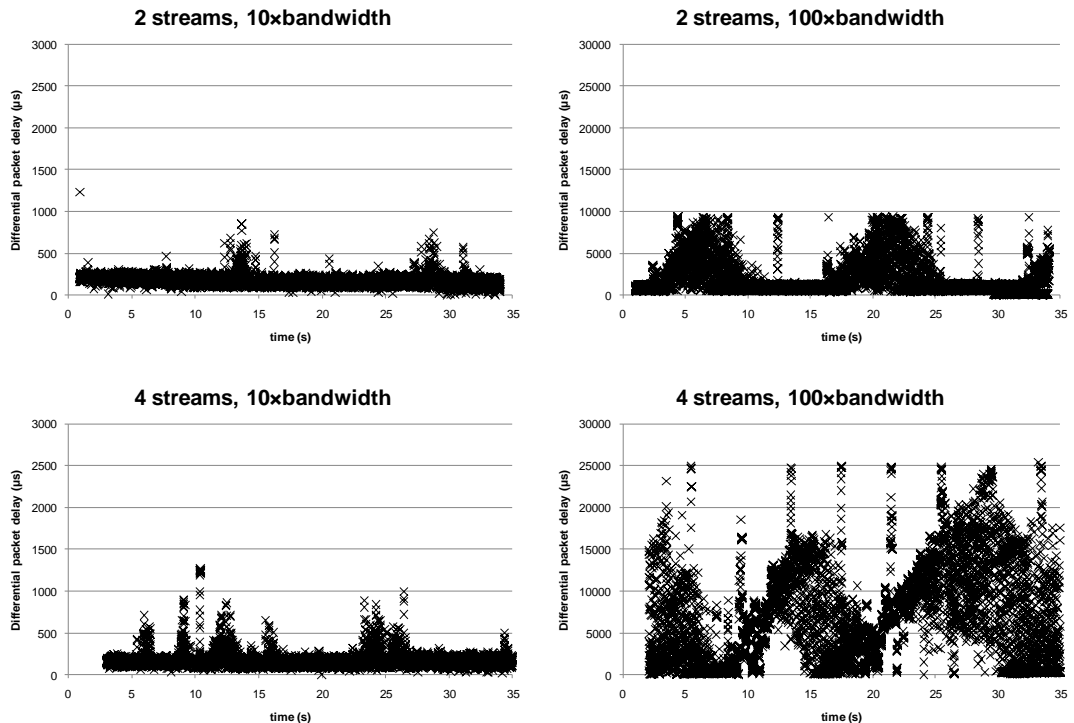 2 streams, 10×bandwidth
Differential packet delay (µs)
3000
2500
2000
1500
1000
500
0
0 5 10 15 20 25 30 35
time (s)
2 streams, 100×bandwidth
Differential packet delay (µs)
30000
25000
20000
15000
10000
5000
0
0 5 10 15 20 25 30 35
time (s)
4 streams, 10×bandwidth
Differential packet delay (µs)
3000
2500
2000
1500
1000
500
0
0 5 10 15 20 25 30 35
time (s)
4 streams, 100×bandwidth
Differential packet delay (µs)
30000
25000
20000
15000
10000
5000
0
0 5 10 15 20 25 30 35
time (s)